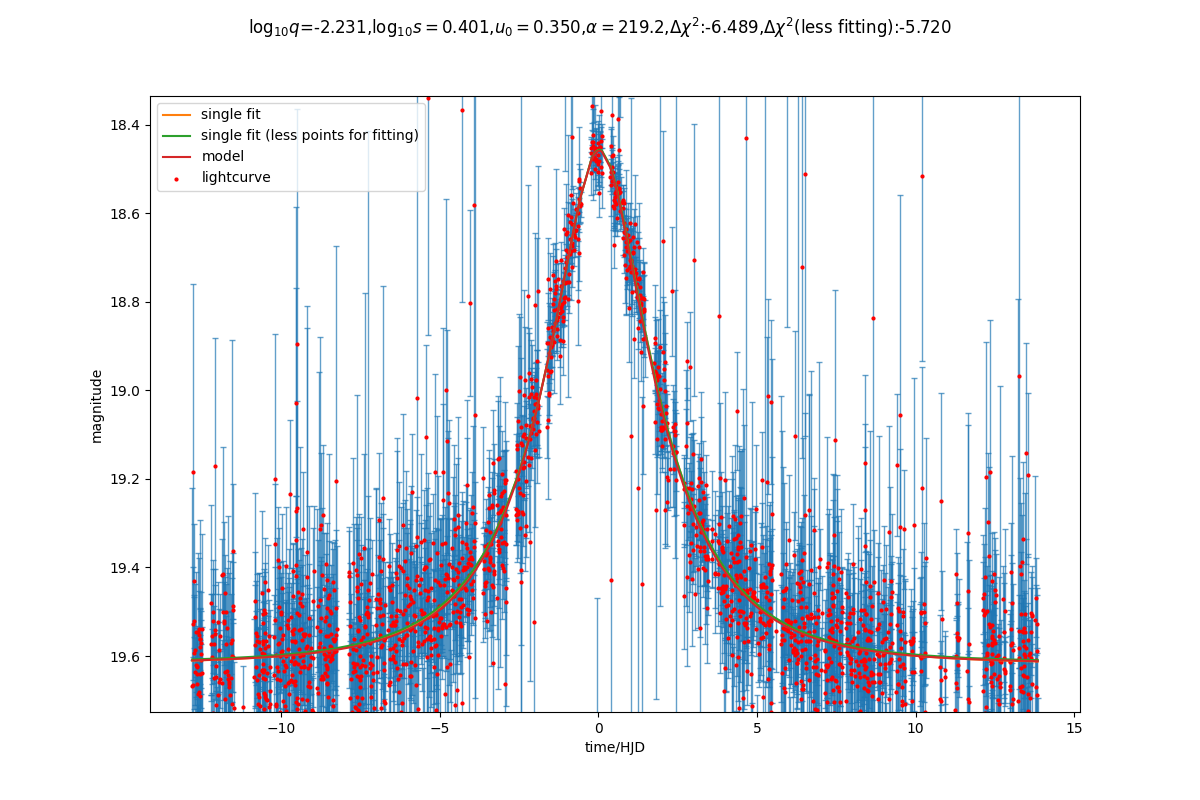 log₁₀q=-2.231,log₁₀s = 0.401,u₀ = 0.350,α = 219.2,Δχ²:-6.489,Δχ²(less fitting):-5.720
single fit
single fit (less points for fitting)
model
lightcurve
18.4
18.6
18.8
19.0
19.2
19.4
19.6
magnitude
−10
−5
0
5
10
15
time/HJD